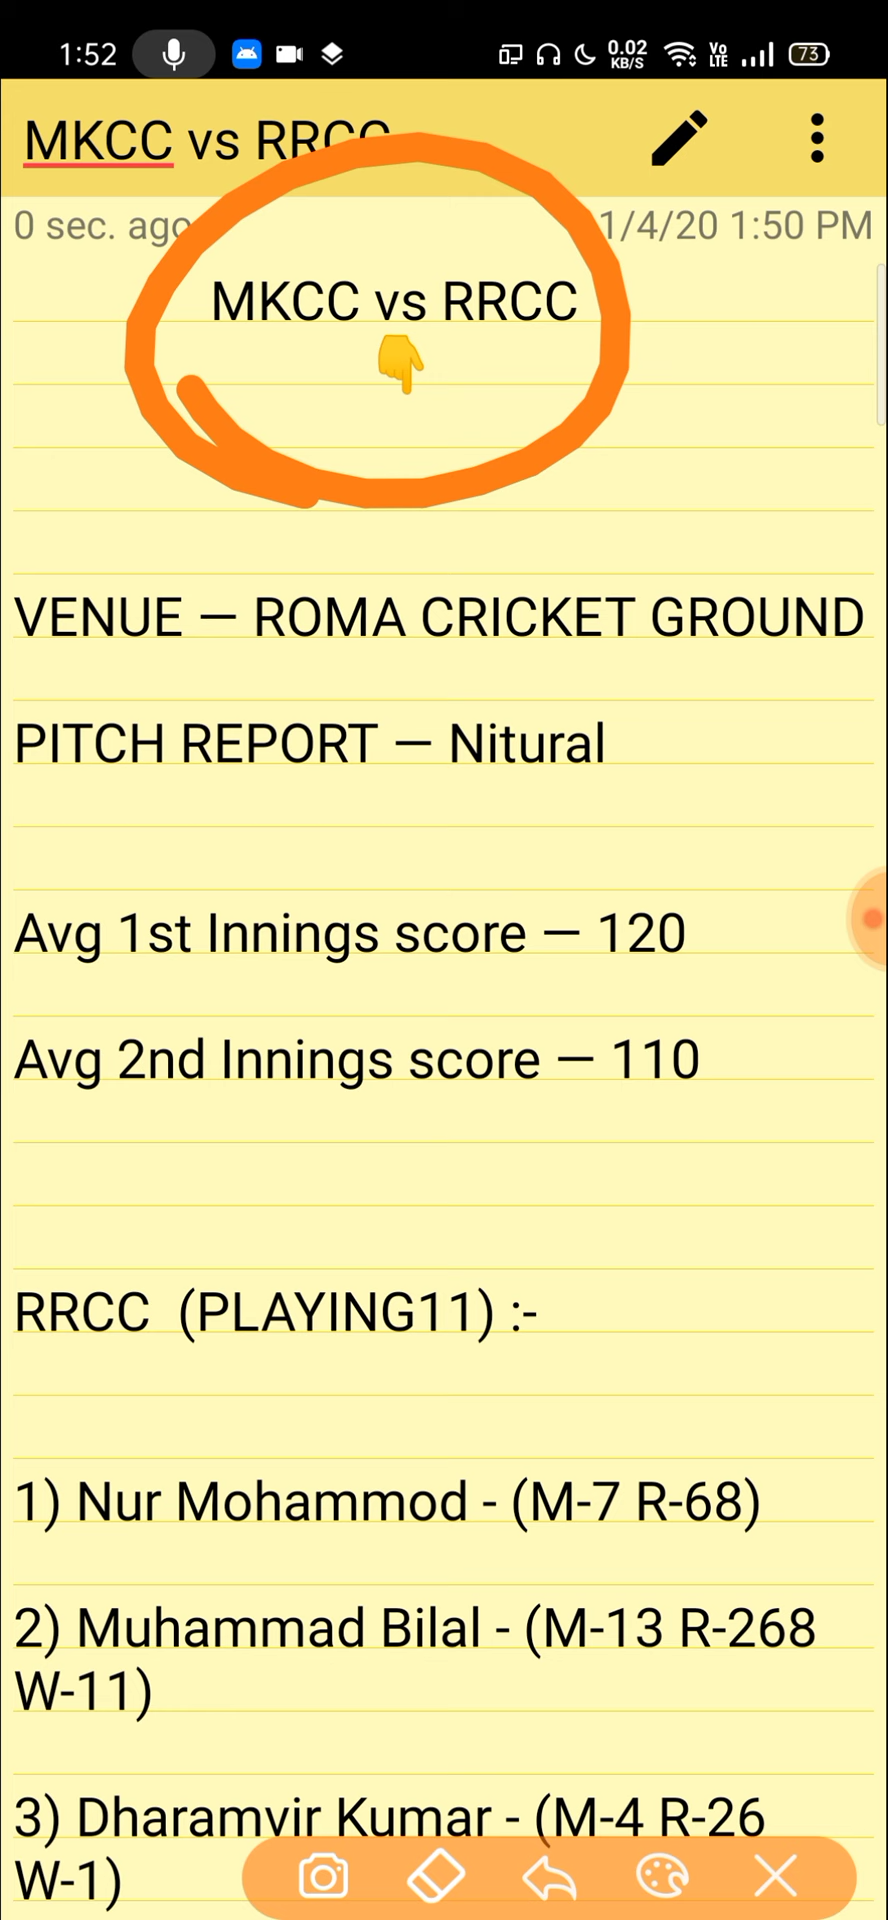 1:52 0.02 KB/S Vo LTE 73
MKCC vs RRCC
0 sec. ago 1/4/20 1:50 PM
MKCC vs RRCC
VENUE — ROMA CRICKET GROUND
PITCH REPORT — Nitural
Avg 1st Innings score — 120
Avg 2nd Innings score — 110
RRCC (PLAYING11) :-
1) Nur Mohammod - (M-7 R-68)
2) Muhammad Bilal - (M-13 R-268
W-11)
3) Dharamvir Kumar - (M-4 R-26
W-1)